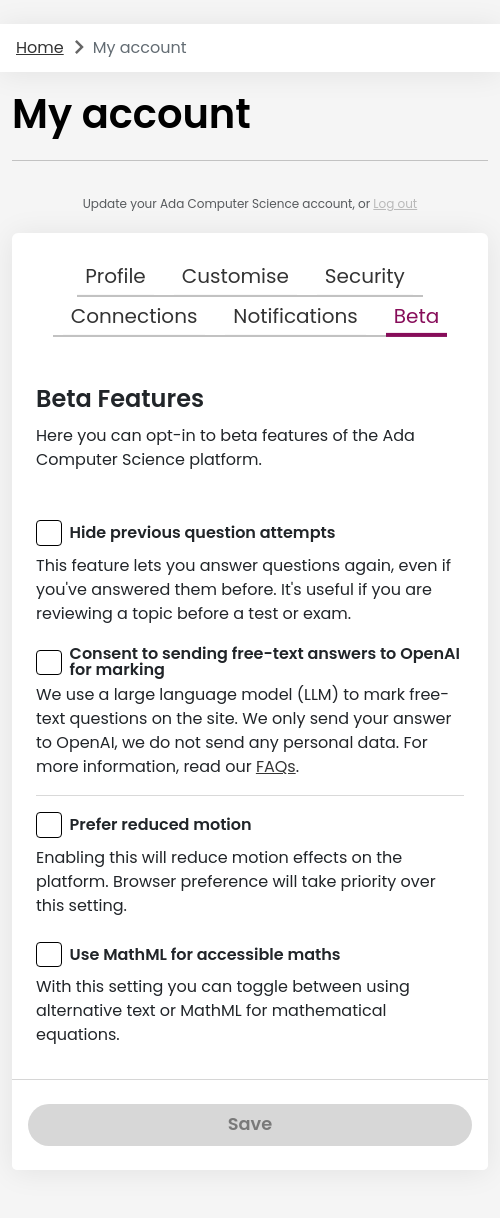 Home > My account
My account
Update your Ada Computer Science account, or Log out
Profile Customise Security
Connections Notifications Beta
Beta Features
Here you can opt-in to beta features of the Ada
Computer Science platform.
Hide previous question attempts
This feature lets you answer questions again, even if
you've answered them before. It's useful if you are
reviewing a topic before a test or exam.
Consent to sending free-text answers to OpenAI
for marking
We use a large language model (LLM) to mark free-
text questions on the site. We only send your answer
to OpenAI, we do not send any personal data. For
more information, read our FAQs.
Prefer reduced motion
Enabling this will reduce motion effects on the
platform. Browser preference will take priority over
this setting.
Use MathML for accessible maths
With this setting you can toggle between using
alternative text or MathML for mathematical
equations.
Save